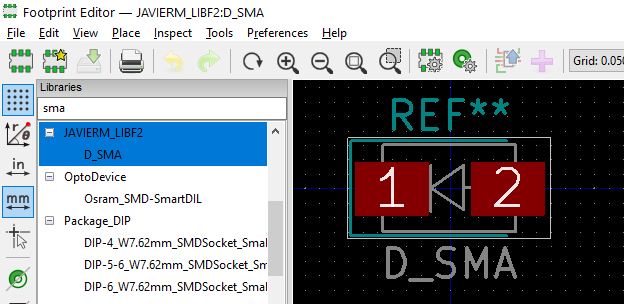 Footprint Editor — JAVIERM_LIBF2:D_SMA
File Edit View Place Inspect Tools Preferences Help
Grid: 0.050
Libraries
sma
JAVIERM_LIBF2
D_SMA
OptoDevice
Osram_SMD-SmartDIL
Package_DIP
DIP-4_W7.62mm_SMDSocket_Smal
DIP-5-6_W7.62mm_SMDSocket_Sm
DIP-6_W7.62mm_SMDSocket_Smal
in
mm
REF**
1 2
D_SMA